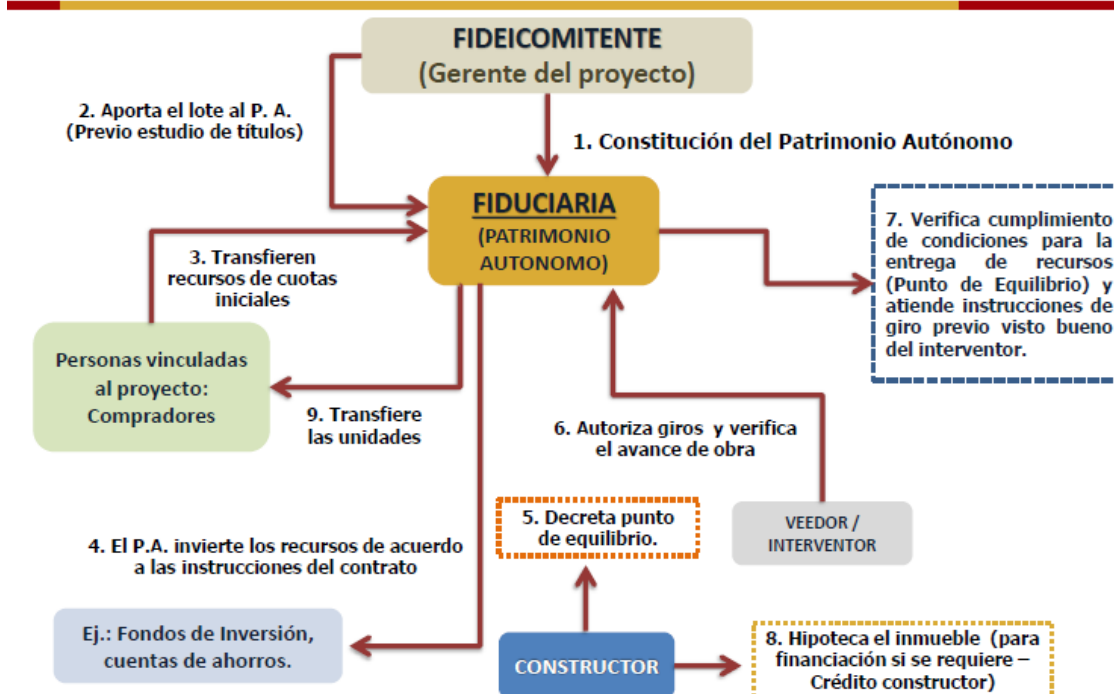 FIDEICOMITENTE
(Gerente del proyecto)
2. Aporta el lote al P. A.
(Previo estudio de títulos)
1. Constitución del Patrimonio Autónomo
FIDUCIARIA
(PATRIMONIO
AUTONOMO)
3. Transfieren
recursos de cuotas
iniciales
7. Verifica cumplimiento
de condiciones para la
entrega de recursos
(Punto de Equilibrio) y
atiende instrucciones de
giro previo visto bueno
del interventor.
Personas vinculadas
al proyecto:
Compradores
9. Transfiere
las unidades
6. Autoriza giros y verifica
el avance de obra
5. Decreta punto
de equilibrio.
VEEDOR /
INTERVENTOR
4. El P.A. invierte los recursos de acuerdo
a las instrucciones del contrato
Ej.: Fondos de Inversión,
cuentas de ahorros.
CONSTRUCTOR
8. Hipoteca el inmueble (para
financiación si se requiere –
Crédito constructor)